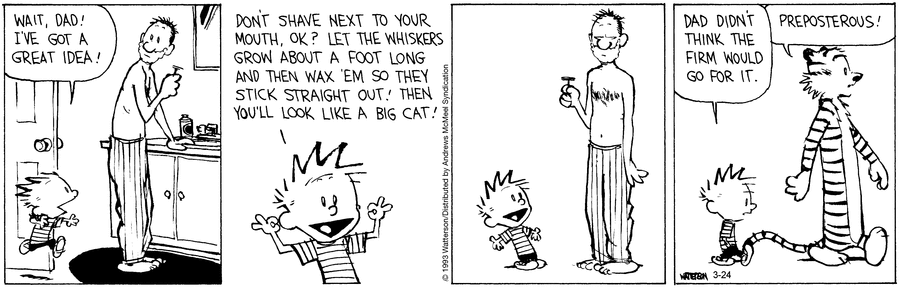 WAIT, DAD!
I'VE GOT A
GREAT IDEA!
DON'T SHAVE NEXT TO YOUR
MOUTH, OK? LET THE WHISKERS
GROW ABOUT A FOOT LONG
AND THEN WAX 'EM SO THEY
STICK STRAIGHT OUT! THEN
YOU'LL LOOK LIKE A BIG CAT!
© 1993 Watterson/Distributed by Andrews McMeel Syndication
DAD DIDN'T
THINK THE
FIRM WOULD
GO FOR IT.
PREPOSTEROUS!
WATTERSON 3-24